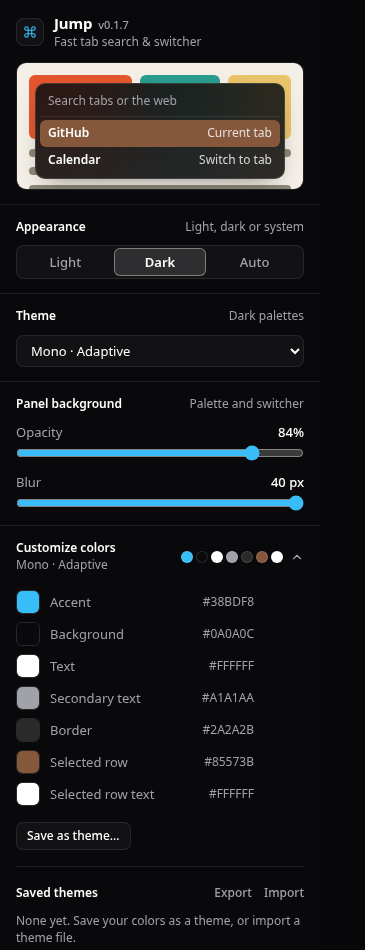 ⌘ Jump v0.1.7
Fast tab search & switcher
Search tabs or the web
GitHub Current tab
Calendar Switch to tab
Appearance Light, dark or system
Light Dark Auto
Theme Dark palettes
Mono · Adaptive
Panel background Palette and switcher
Opacity 84%
Blur 40 px
Customize colors
Mono · Adaptive
Accent #38BDF8
Background #0A0A0C
Text #FFFFFF
Secondary text #A1A1AA
Border #2A2A2B
Selected row #85573B
Selected row text #FFFFFF
Save as theme...
Saved themes Export Import
None yet. Save your colors as a theme, or import a
theme file.